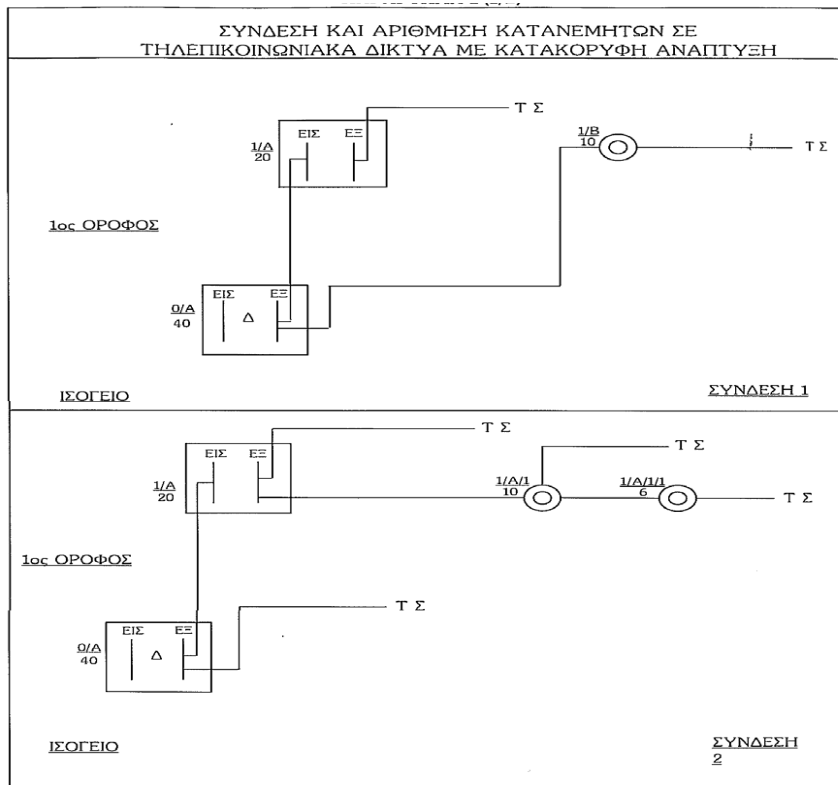 ΣΥΝΔΕΣΗ ΚΑΙ ΑΡΙΘΜΗΣΗ ΚΑΤΑΝΕΜΗΤΩΝ ΣΕ
ΤΗΛΕΠΙΚΟΙΝΩΝΙΑΚΑ ΔΙΚΤΥΑ ΜΕ ΚΑΤΑΚΟΡΥΦΗ ΑΝΑΠΤΥΞΗ
Τ Σ
ΕΙΣ ΕΞ
1/Α
20
1/Β
10
Τ Σ
1ος ΟΡΟΦΟΣ
ΕΙΣ ΕΞ
0/Α
40
Δ
ΙΣΟΓΕΙΟ
ΣΥΝΔΕΣΗ 1
Τ Σ
ΕΙΣ ΕΞ
Τ Σ
1/Α
20
1/Α/1
10
1/Α/1/1
6
Τ Σ
1ος ΟΡΟΦΟΣ
Τ Σ
ΕΙΣ ΕΞ
0/Α
40
Δ
ΙΣΟΓΕΙΟ
ΣΥΝΔΕΣΗ
2